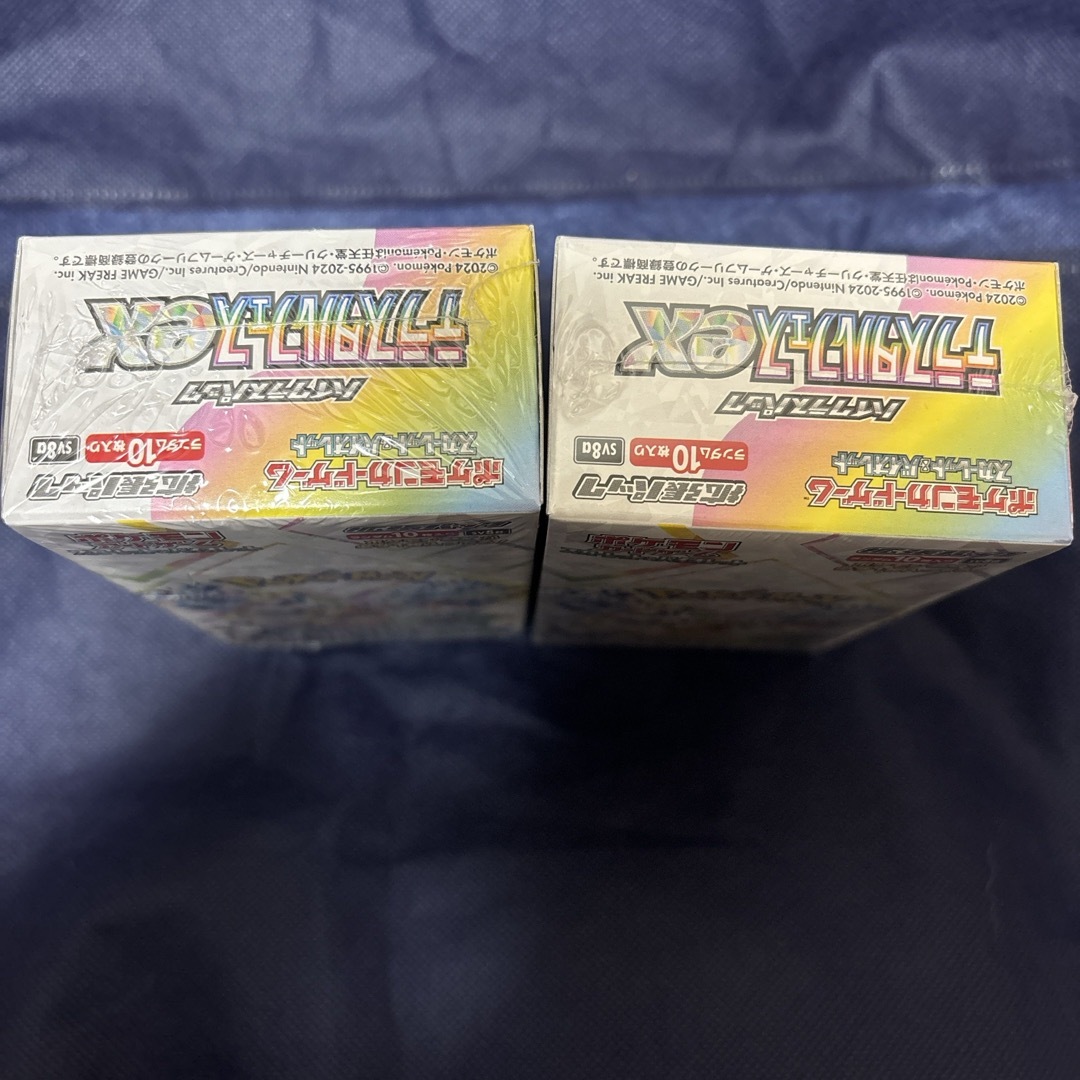 ポケモンカードゲーム
スカーレット&バイオレット
拡張パック
ランダム10枚入り
SV8a
ハイクラスパック
テラスタルフェスex
©2024 Pokémon. ©1995-2024 Nintendo/Creatures Inc./GAME FREAK inc.
ポケモン・Pokémonは任天堂・クリーチャーズ・ゲームフリークの登録商標です。
ポケモンカードゲーム
スカーレット&バイオレット
拡張パック
ランダム10枚入り
SV8a
ハイクラスパック
テラスタルフェスex
©2024 Pokémon. ©1995-2024 Nintendo/Creatures Inc./GAME FREAK inc.
ポケモン・Pokémonは任天堂・クリーチャーズ・ゲームフリークの登録商標です。